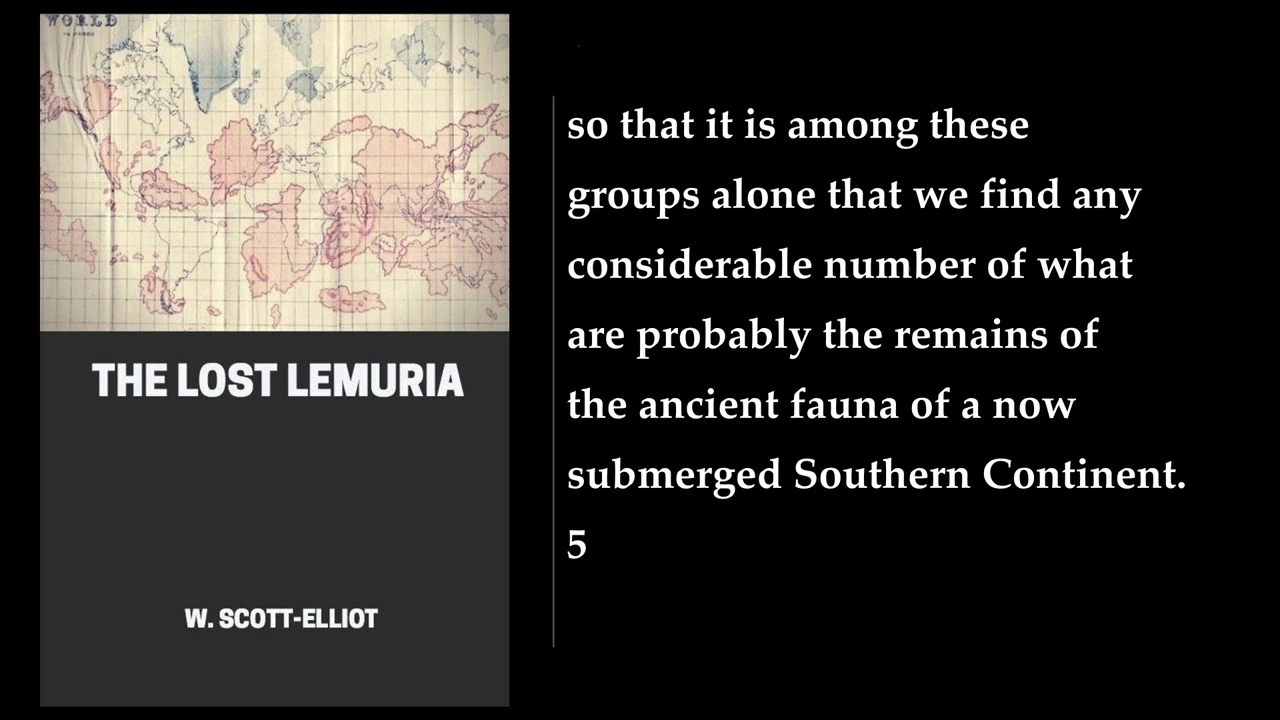 WORLD
THE LOST LEMURIA
W. SCOTT-ELLIOT
so that it is among these
groups alone that we find any
considerable number of what
are probably the remains of
the ancient fauna of a now
submerged Southern Continent.
5